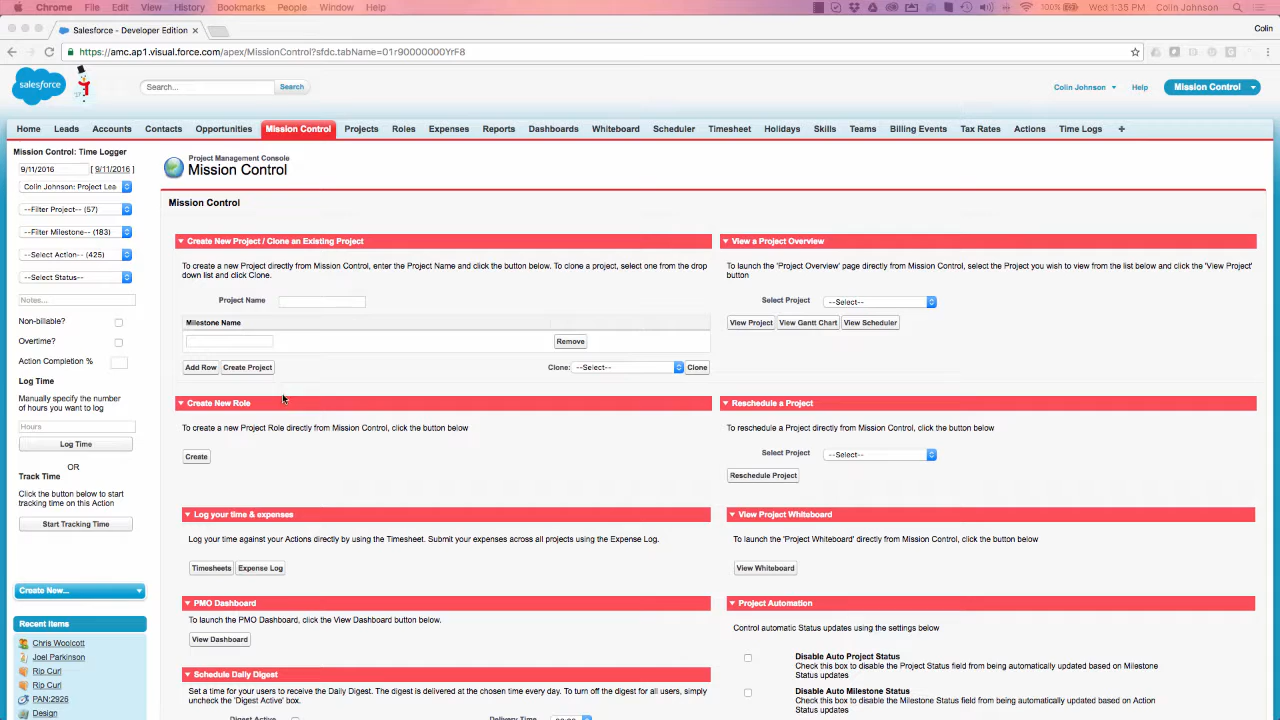 Chrome File Edit View History Bookmarks People Window Help
100% Wed 1:35 PM Colin Johnson
Salesforce - Developer Edition
Colin
https://amc.ap1.visual.force.com/apex/MissionControl?sfdc.tabName=01r90000000YrF8
salesforce
Search...
Search
Colin Johnson
Help
Mission Control
Home Leads Accounts Contacts Opportunities Mission Control Projects Roles Expenses Reports Dashboards Whiteboard Scheduler Timesheet Holidays Skills Teams Billing Events Tax Rates Actions Time Logs +
Mission Control: Time Logger
9/11/2016 [ 9/11/2016 ]
Colin Johnson: Project Lea
--Filter Project-- (57)
--Filter Milestone-- (183)
--Select Action-- (425)
--Select Status--
Notes...
Non-billable?
Overtime?
Action Completion %
Log Time
Manually specify the number
of hours you want to log
Hours
Log Time
OR
Track Time
Click the button below to start
tracking time on this Action
Start Tracking Time
Create New...
Recent Items
Chris Woolcott
Joel Parkinson
Rip Curl
Rip Curl
PAN:2926
Design
Project Management Console
Mission Control
Mission Control
Create New Project / Clone an Existing Project
To create a new Project directly from Mission Control, enter the Project Name and click the button below. To clone a project, select one from the drop
down list and click Clone.
Project Name
Milestone Name
Remove
Add Row Create Project
Clone: --Select-- Clone
Create New Role
To create a new Project Role directly from Mission Control, click the button below
Create
Log your time & expenses
Log your time against your Actions directly by using the Timesheet. Submit your expenses across all projects using the Expense Log.
Timesheets Expense Log
PMO Dashboard
To launch the PMO Dashboard, click the View Dashboard button below.
View Dashboard
Schedule Daily Digest
Set a time for your users to receive the Daily Digest. The digest is delivered at the chosen time every day. To turn off the digest for all users, simply
uncheck the 'Digest Active' box.
Digest Active
Delivery Time
View a Project Overview
To launch the 'Project Overview' page directly from Mission Control, select the Project you wish to view from the list below and click the 'View Project'
button
Select Project --Select--
View Project View Gantt Chart View Scheduler
Reschedule a Project
To reschedule a Project directly from Mission Control, click the button below
Select Project --Select--
Reschedule Project
View Project Whiteboard
To launch the 'Project Whiteboard' directly from Mission Control, click the button below
View Whiteboard
Project Automation
Control automatic Status updates using the settings below
Disable Auto Project Status
Check this box to disable the Project Status field from being automatically updated based on Milestone
Status updates
Disable Auto Milestone Status
Check this box to disable the Milestone Status field from being automatically updated based on Action
Status updates